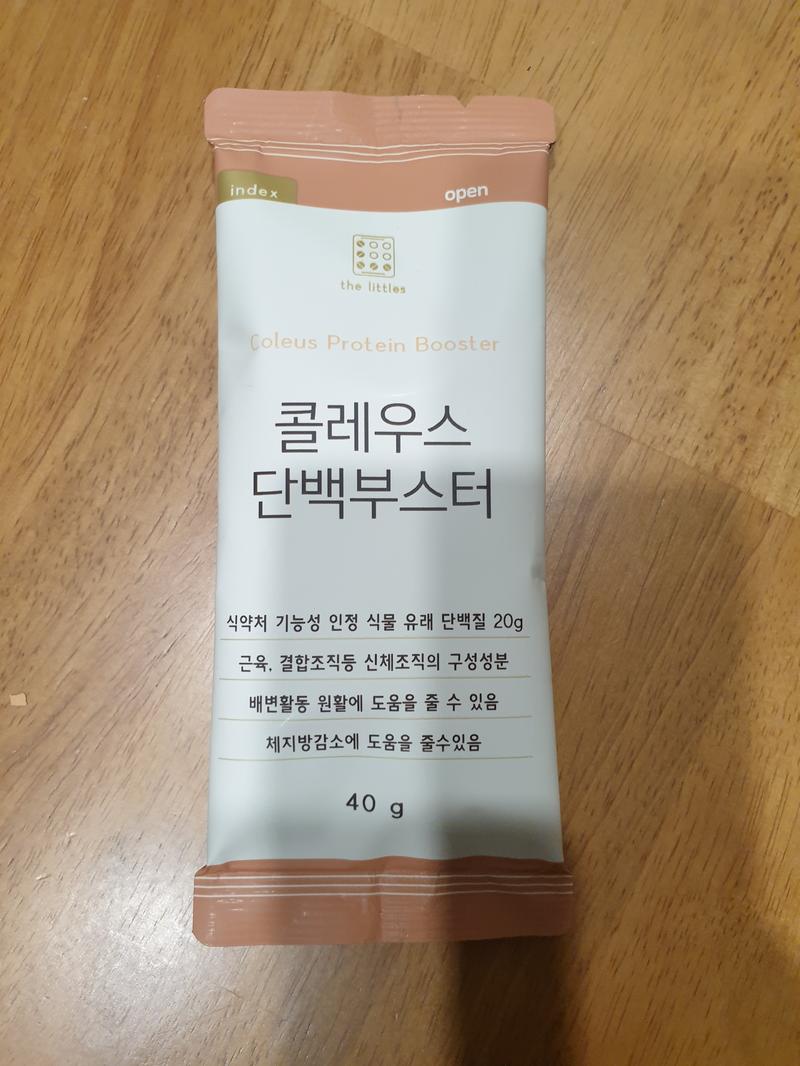 index
open
the littles
Coleus Protein Booster
콜레우스
단백부스터
식약처 기능성 인정 식물 유래 단백질 20g
근육, 결합조직등 신체조직의 구성성분
배변활동 원활에 도움을 줄 수 있음
체지방감소에 도움을 줄수있음
40 g